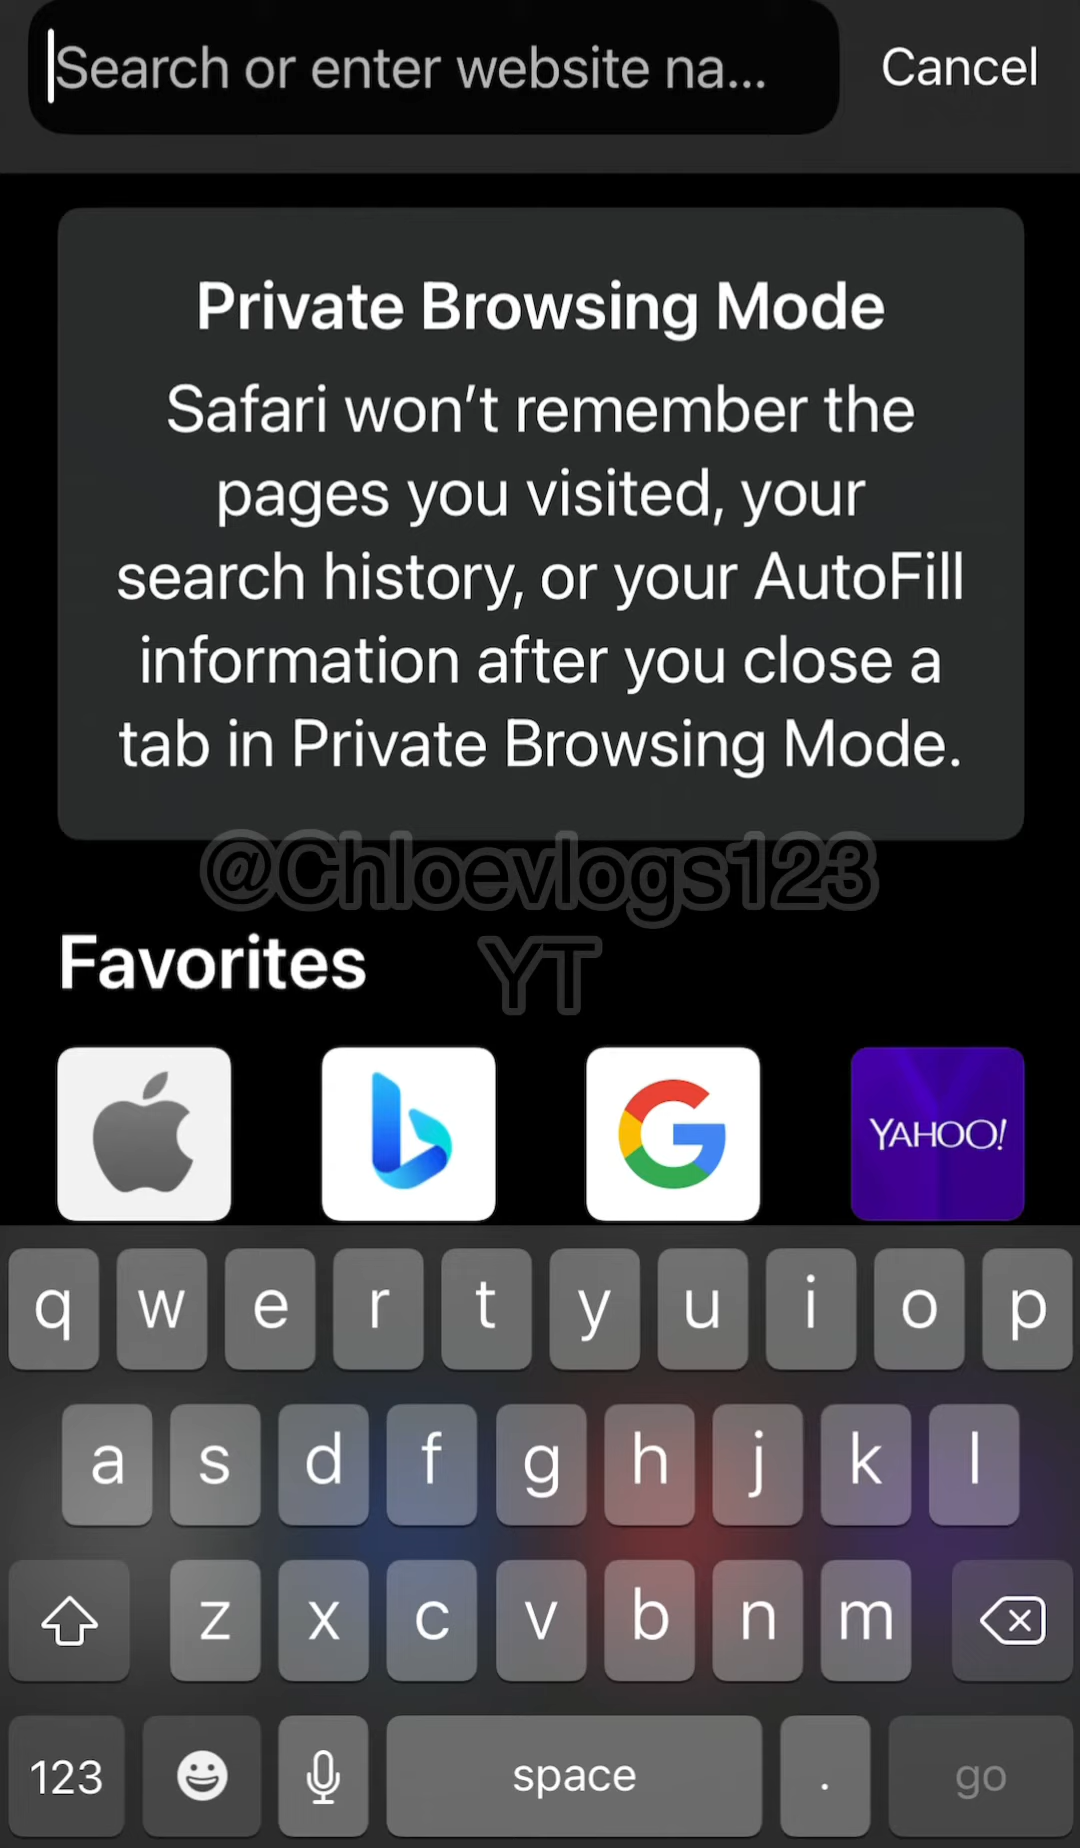 Search or enter website na...
Cancel
Private Browsing Mode
Safari won’t remember the
pages you visited, your
search history, or your AutoFill
information after you close a
tab in Private Browsing Mode.
@Chloevlogs123
YT
Favorites
YAHOO!
q w e r t y u i o p
a s d f g h j k l
z x c v b n m
123 space . go